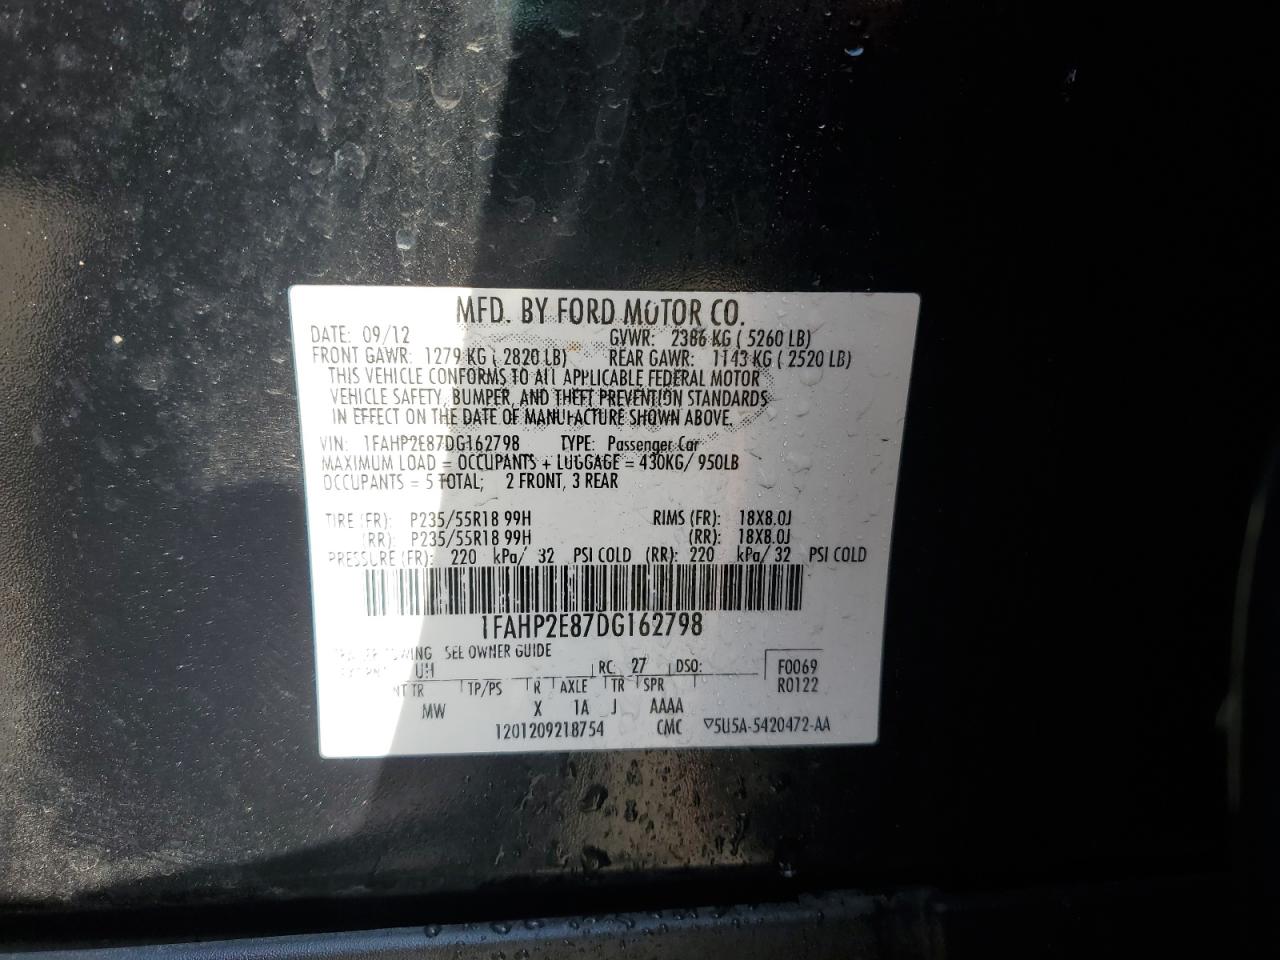 MFD. BY FORD MOTOR CO.
DATE: 09/12 GVWR: 2386 KG ( 5260 LB)
FRONT GAWR: 1279 KG ( 2820 LB) REAR GAWR: 1143 KG ( 2520 LB)
THIS VEHICLE CONFORMS TO ALL APPLICABLE FEDERAL MOTOR
VEHICLE SAFETY, BUMPER, AND THEFT PREVENTION STANDARDS
IN EFFECT ON THE DATE OF MANUFACTURE SHOWN ABOVE.
VIN: 1FAHP2E87DG162798 TYPE: Passenger Car
MAXIMUM LOAD = OCCUPANTS + LUGGAGE = 430KG/ 950LB
OCCUPANTS = 5 TOTAL; 2 FRONT, 3 REAR
TIRE (FR): P235/55R18 99H RIMS (FR): 18X8.0J
(RR): P235/55R18 99H (RR): 18X8.0J
PRESSURE (FR): 220 kPa/ 32 PSI COLD (RR): 220 kPa/ 32 PSI COLD
1FAHP2E87DG162798
SEE OWNER GUIDE
UH RC: 27 DSO: F0069
TR TP/PS R AXLE TR SPR R0122
MW X 1A J AAAA
1201209218754 CMC ▽5U5A-5420472-AA